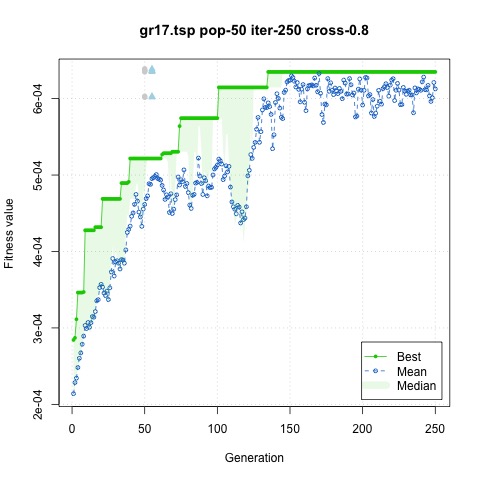 gr17.tsp pop-50 iter-250 cross-0.8
Fitness value
6e-04
5e-04
4e-04
3e-04
2e-04
Best
Mean
Median
0 50 100 150 200 250
Generation